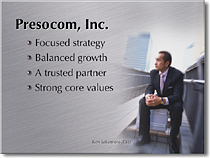 Presocom, Inc.
Focused strategy
Balanced growth
A trusted partner
Strong core values